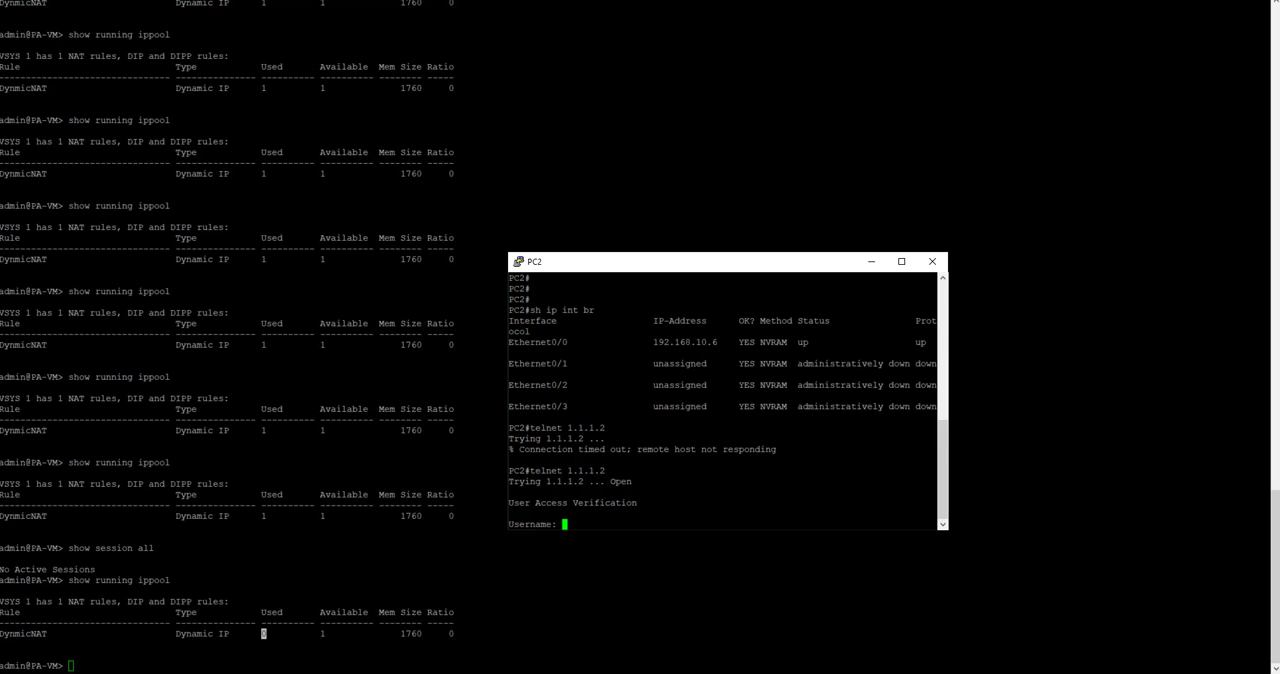 DynmicNAT Dynamic IP 1 1 1760 0
admin@PA-VM> show running ippool
VSYS 1 has 1 NAT rules, DIP and DIPP rules:
Rule Type Used Available Mem Size Ratio
DynmicNAT Dynamic IP 1 1 1760 0
admin@PA-VM> show running ippool
VSYS 1 has 1 NAT rules, DIP and DIPP rules:
Rule Type Used Available Mem Size Ratio
DynmicNAT Dynamic IP 1 1 1760 0
admin@PA-VM> show running ippool
VSYS 1 has 1 NAT rules, DIP and DIPP rules:
Rule Type Used Available Mem Size Ratio
DynmicNAT Dynamic IP 1 1 1760 0
admin@PA-VM> show running ippool
VSYS 1 has 1 NAT rules, DIP and DIPP rules:
Rule Type Used Available Mem Size Ratio
DynmicNAT Dynamic IP 1 1 1760 0
admin@PA-VM> show running ippool
VSYS 1 has 1 NAT rules, DIP and DIPP rules:
Rule Type Used Available Mem Size Ratio
DynmicNAT Dynamic IP 1 1 1760 0
admin@PA-VM> show running ippool
VSYS 1 has 1 NAT rules, DIP and DIPP rules:
Rule Type Used Available Mem Size Ratio
DynmicNAT Dynamic IP 1 1 1760 0
admin@PA-VM> show session all
No Active Sessions
admin@PA-VM> show running ippool
VSYS 1 has 1 NAT rules, DIP and DIPP rules:
Rule Type Used Available Mem Size Ratio
DynmicNAT Dynamic IP 0 1 1760 0
admin@PA-VM>
PC2
PC2#
PC2#
PC2#
PC2#sh ip int br
Interface IP-Address OK? Method Status Prot
ocol
Ethernet0/0 192.168.10.6 YES NVRAM up up
Ethernet0/1 unassigned YES NVRAM administratively down down
Ethernet0/2 unassigned YES NVRAM administratively down down
Ethernet0/3 unassigned YES NVRAM administratively down down
PC2#telnet 1.1.1.2
Trying 1.1.1.2 ...
% Connection timed out; remote host not responding
PC2#telnet 1.1.1.2
Trying 1.1.1.2 ... Open
User Access Verification
Username: